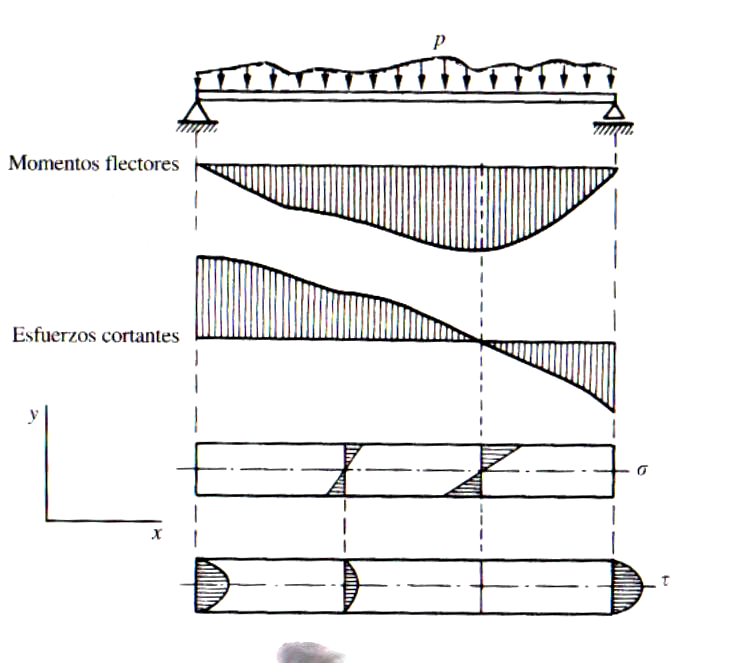 p
Momentos flectores
Esfuerzos cortantes
y
x
σ
τ